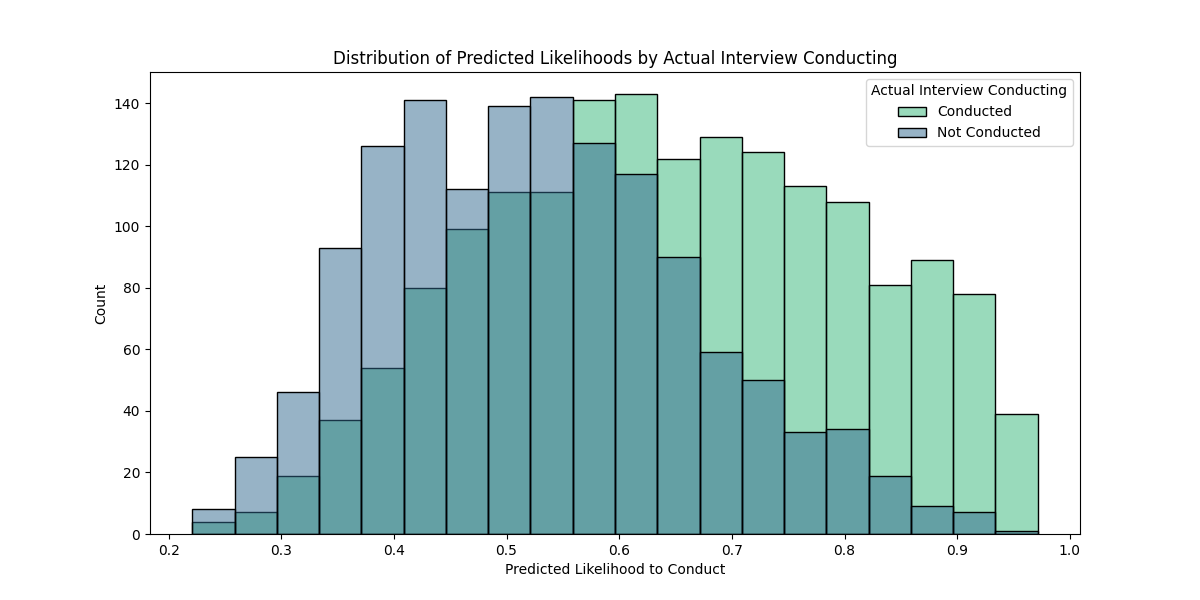 Distribution of Predicted Likelihoods by Actual Interview Conducting
Actual Interview Conducting
Conducted
Not Conducted
Count
140
120
100
80
60
40
20
0
0.2 0.3 0.4 0.5 0.6 0.7 0.8 0.9 1.0
Predicted Likelihood to Conduct